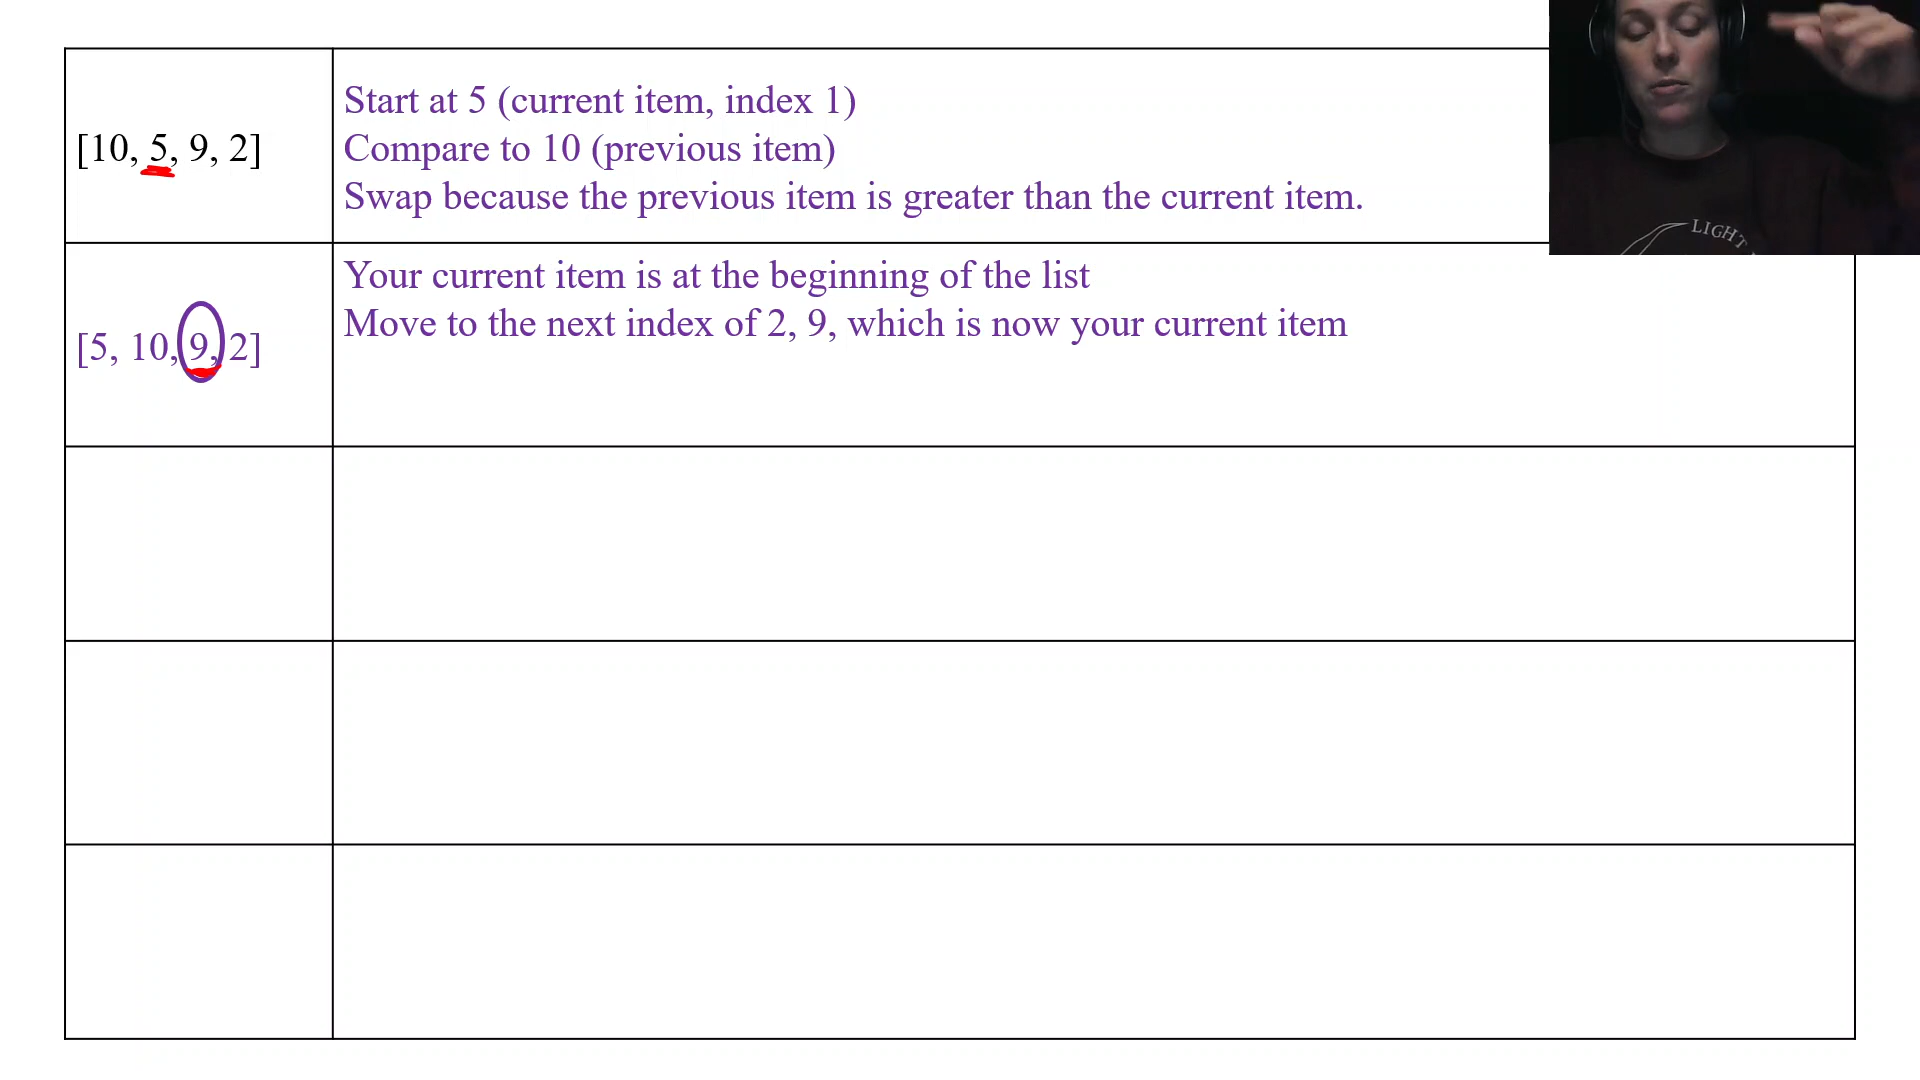 [10, 5, 9, 2]
Start at 5 (current item, index 1)
Compare to 10 (previous item)
Swap because the previous item is greater than the current item.
[5, 10, 9, 2]
Your current item is at the beginning of the list
Move to the next index of 2, 9, which is now your current item
LIGHT